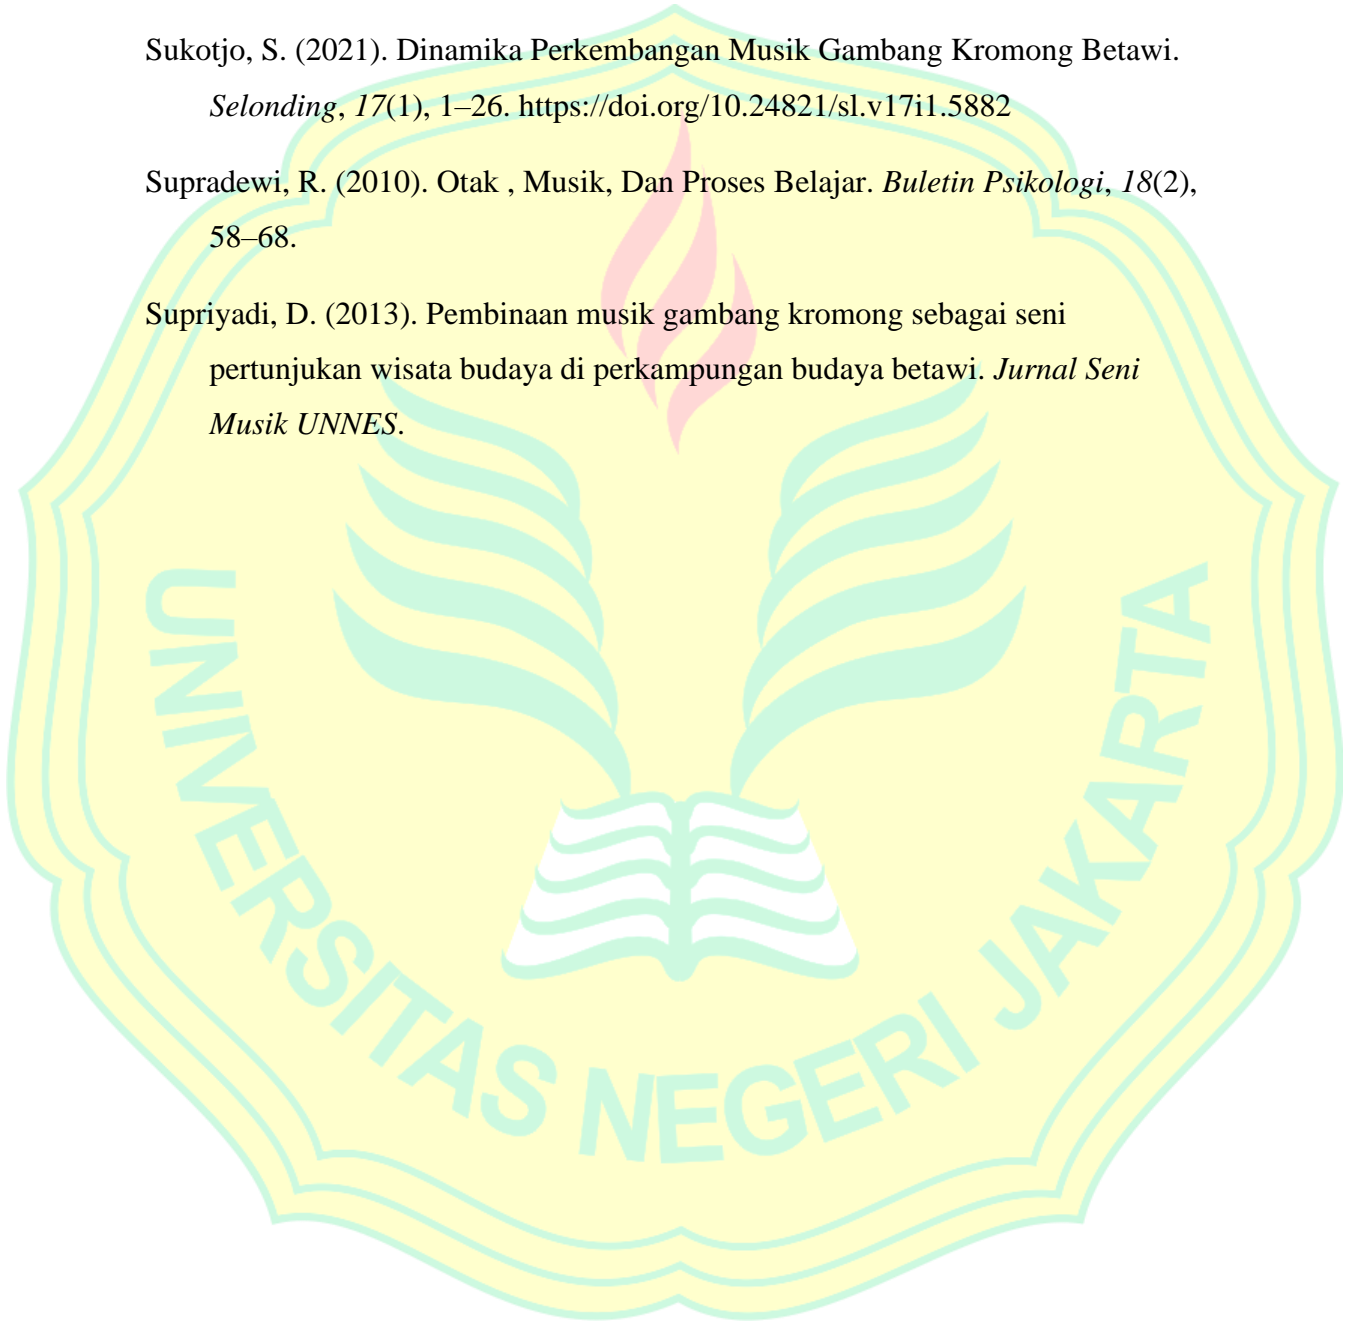 Sukotjo, S. (2021). Dinamika Perkembangan Musik Gambang Kromong Betawi.
Selonding, 17(1), 1–26. https://doi.org/10.24821/sl.v17i1.5882
Supradewi, R. (2010). Otak , Musik, Dan Proses Belajar. Buletin Psikologi, 18(2),
58–68.
Supriyadi, D. (2013). Pembinaan musik gambang kromong sebagai seni
pertunjukan wisata budaya di perkampungan budaya betawi. Jurnal Seni
Musik UNNES.
UNIVERSITAS NEGERI JAKARTA